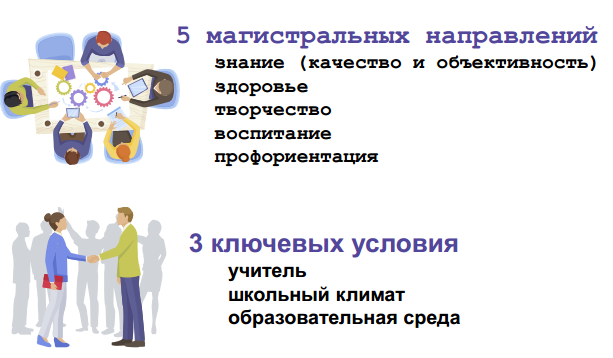 5 магистральных направлений
знание (качество и объективность)
здоровье
творчество
воспитание
профориентация
3 ключевых условия
учитель
школьный климат
образовательная среда